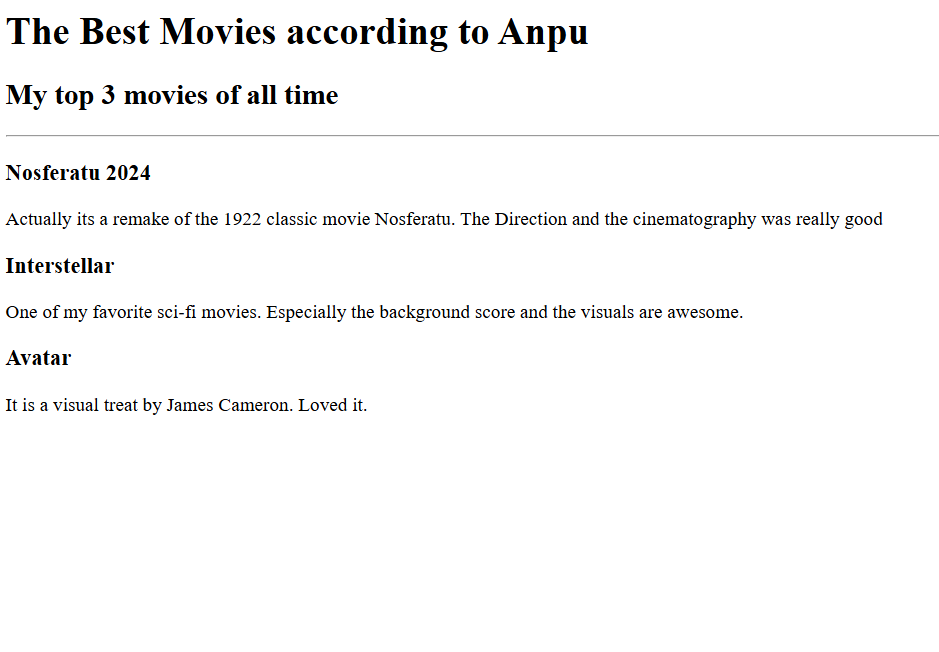 The Best Movies according to Anpu
My top 3 movies of all time
Nosferatu 2024
Actually its a remake of the 1922 classic movie Nosferatu. The Direction and the cinematography was really good
Interstellar
One of my favorite sci-fi movies. Especially the background score and the visuals are awesome.
Avatar
It is a visual treat by James Cameron. Loved it.